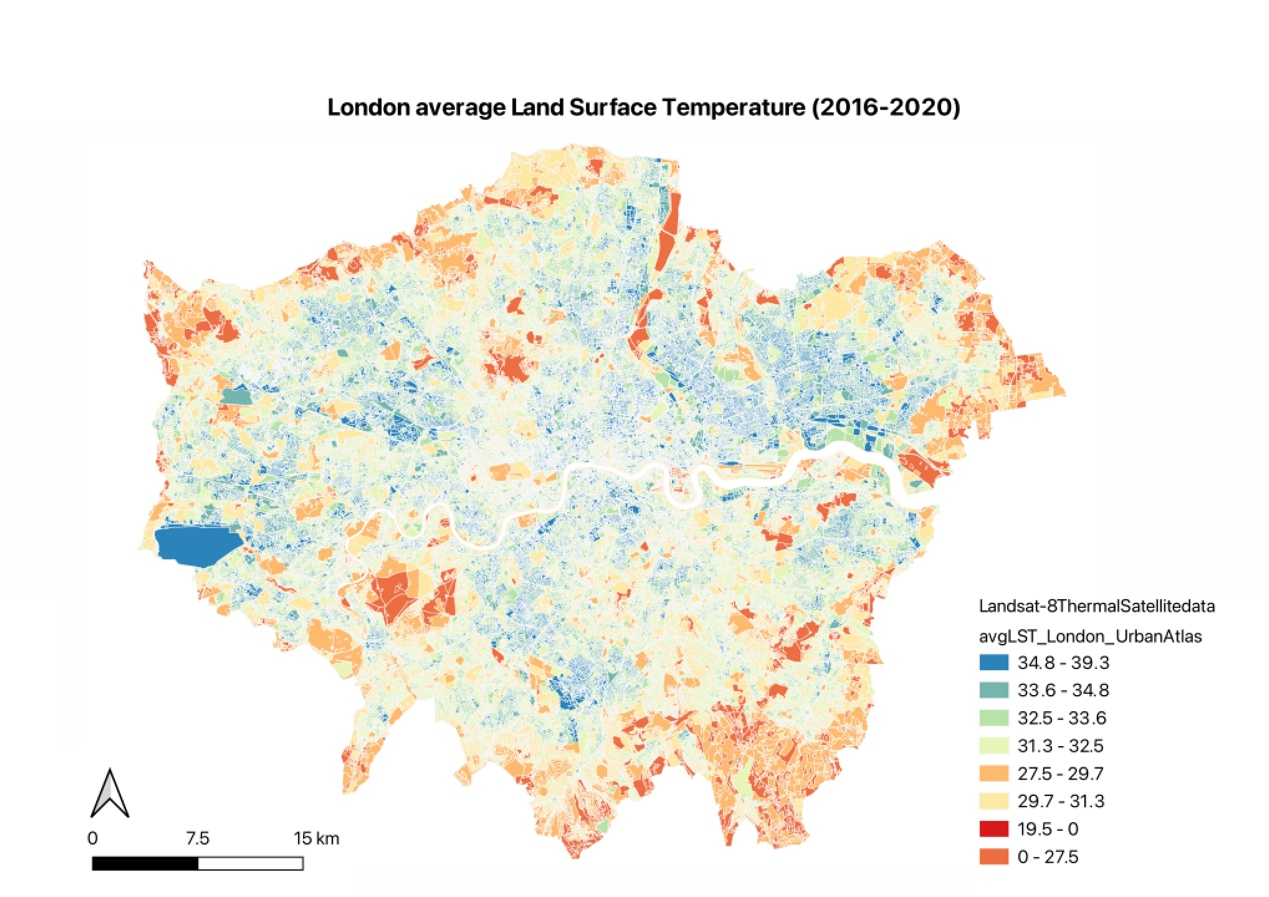 London average Land Surface Temperature (2016-2020)
Landsat-8ThermalSatellitedata
avgLST_London_UrbanAtlas
34.8 - 39.3
33.6 - 34.8
32.5 - 33.6
31.3 - 32.5
27.5 - 29.7
29.7 - 31.3
19.5 - 0
0 - 27.5
0 7.5 15 km